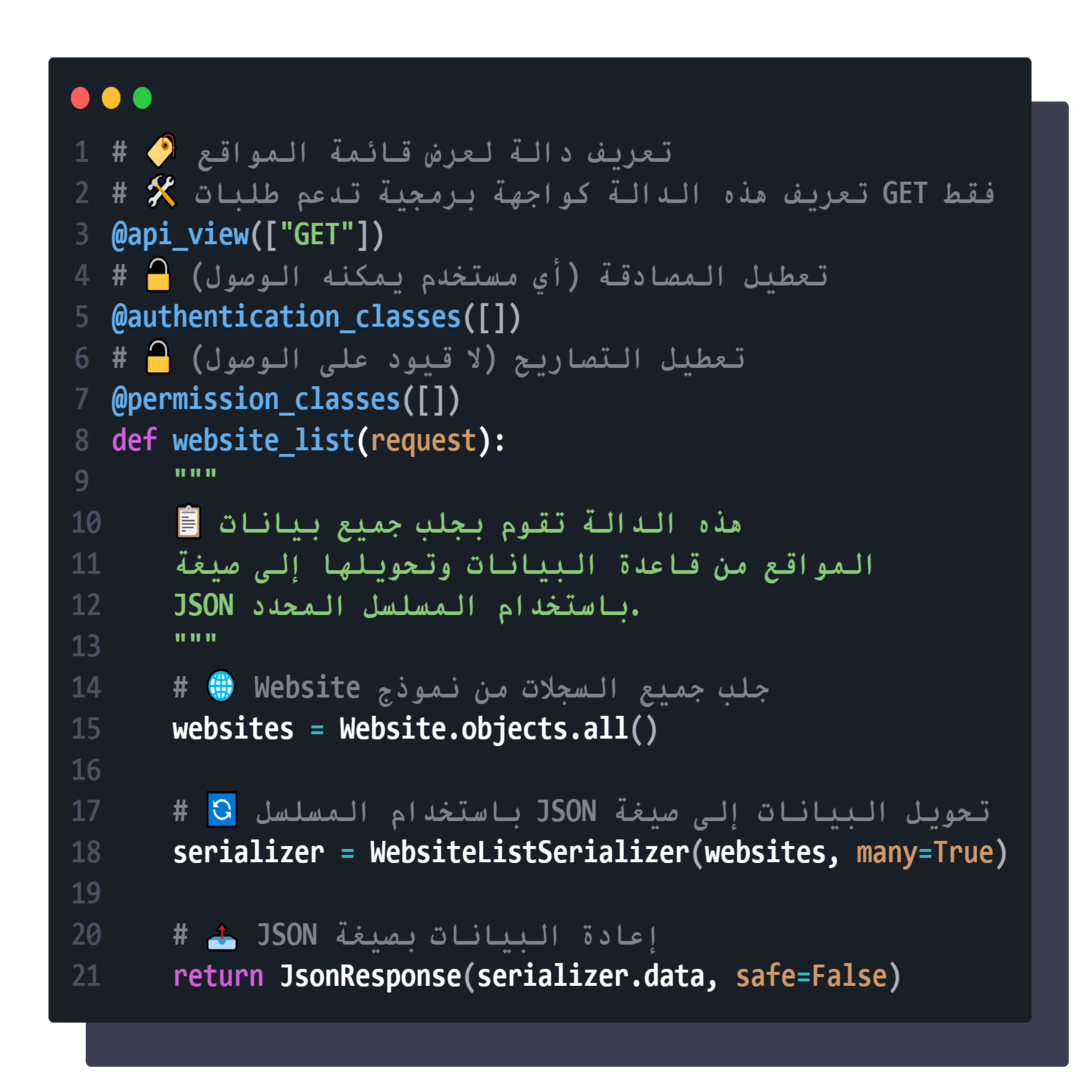 1 # 🏷️ تعريف دالة لعرض قائمة المواقع
2 # 🛠️ تعريف هذه الدالة كواجهة برمجية تدعم طلبات GET فقط
3 @api_view(["GET"])
4 # 🔓 تعطيل المصادقة (أي مستخدم يمكنه الوصول)
5 @authentication_classes([])
6 # 🔓 تعطيل التصاريح (لا قيود على الوصول)
7 @permission_classes([])
8 def website_list(request):
9     """
10     📋 هذه الدالة تقوم بجلب جميع بيانات
11     المواقع من قاعدة البيانات وتحويلها إلى صيغة
12     JSON باستخدام المسلسل المحدد.
13     """
14     # 🌐 جلب جميع السجلات من نموذج Website
15     websites = Website.objects.all()
16
17     # 🔄 تحويل البيانات إلى صيغة JSON باستخدام المسلسل
18     serializer = WebsiteListSerializer(websites, many=True)
19
20     # 📤 إعادة البيانات بصيغة JSON
21     return JsonResponse(serializer.data, safe=False)